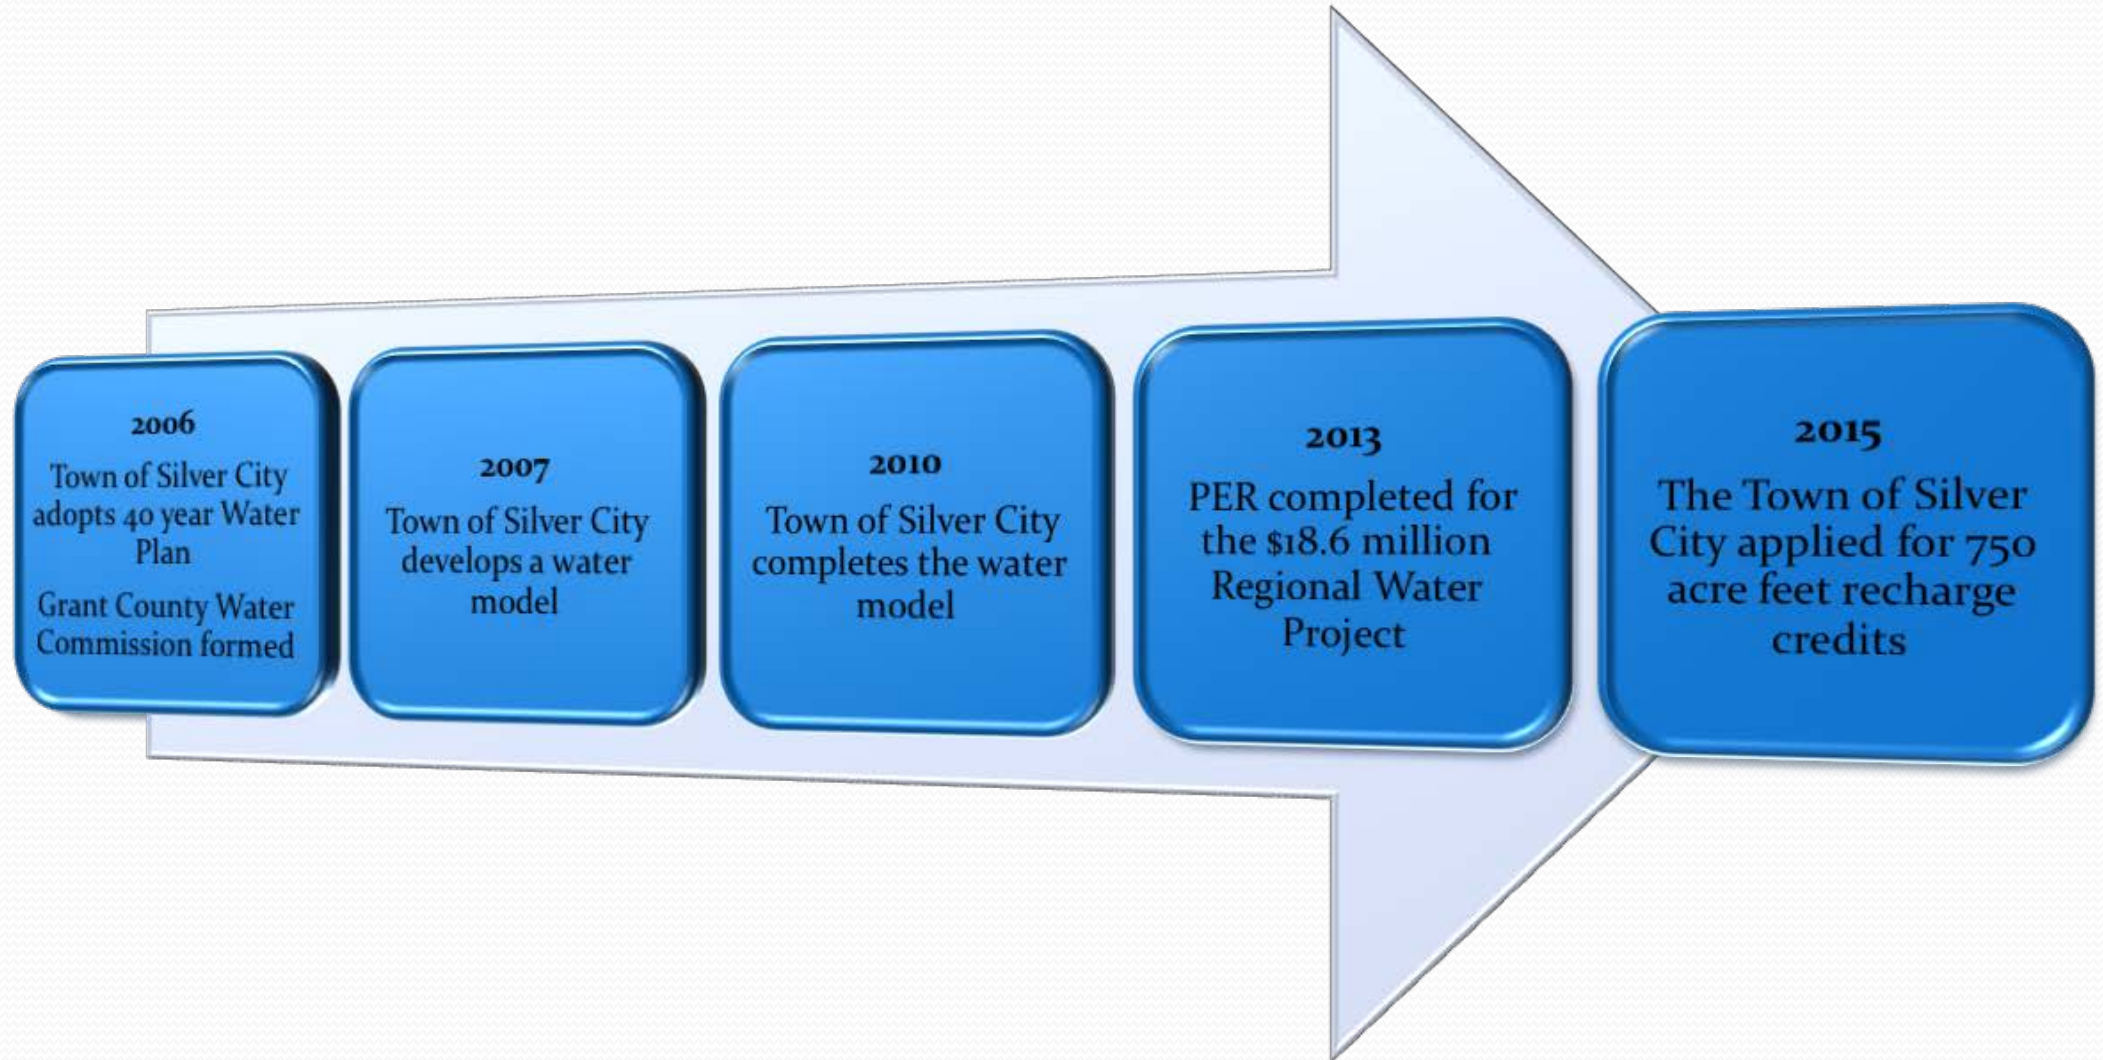 2006
Town of Silver City
adopts 40 year Water
Plan
Grant County Water
Commission formed
2007
Town of Silver City
develops a water
model
2010
Town of Silver City
completes the water
model
2013
PER completed for
the $18.6 million
Regional Water
Project
2015
The Town of Silver
City applied for 750
acre feet recharge
credits